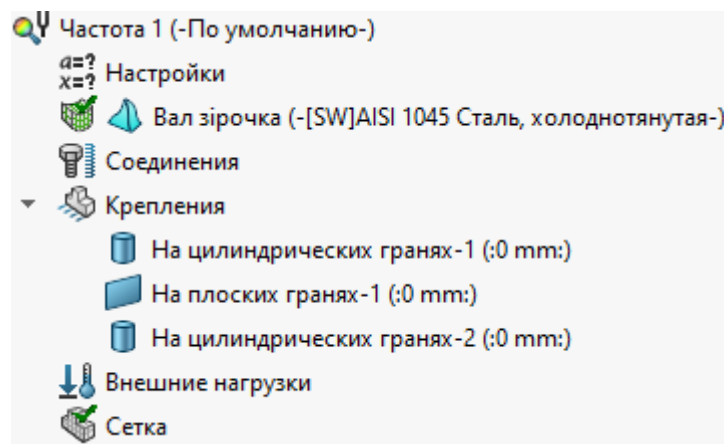 Частота 1 (-По умолчанию-)
a=?
x=?
Настройки
Вал зірочка (-[SW]AISI 1045 Сталь, холоднотянутая-)
Соединения
Крепления
На цилиндрических гранях-1 (:0 mm:)
На плоских гранях-1 (:0 mm:)
На цилиндрических гранях-2 (:0 mm:)
Внешние нагрузки
Сетка